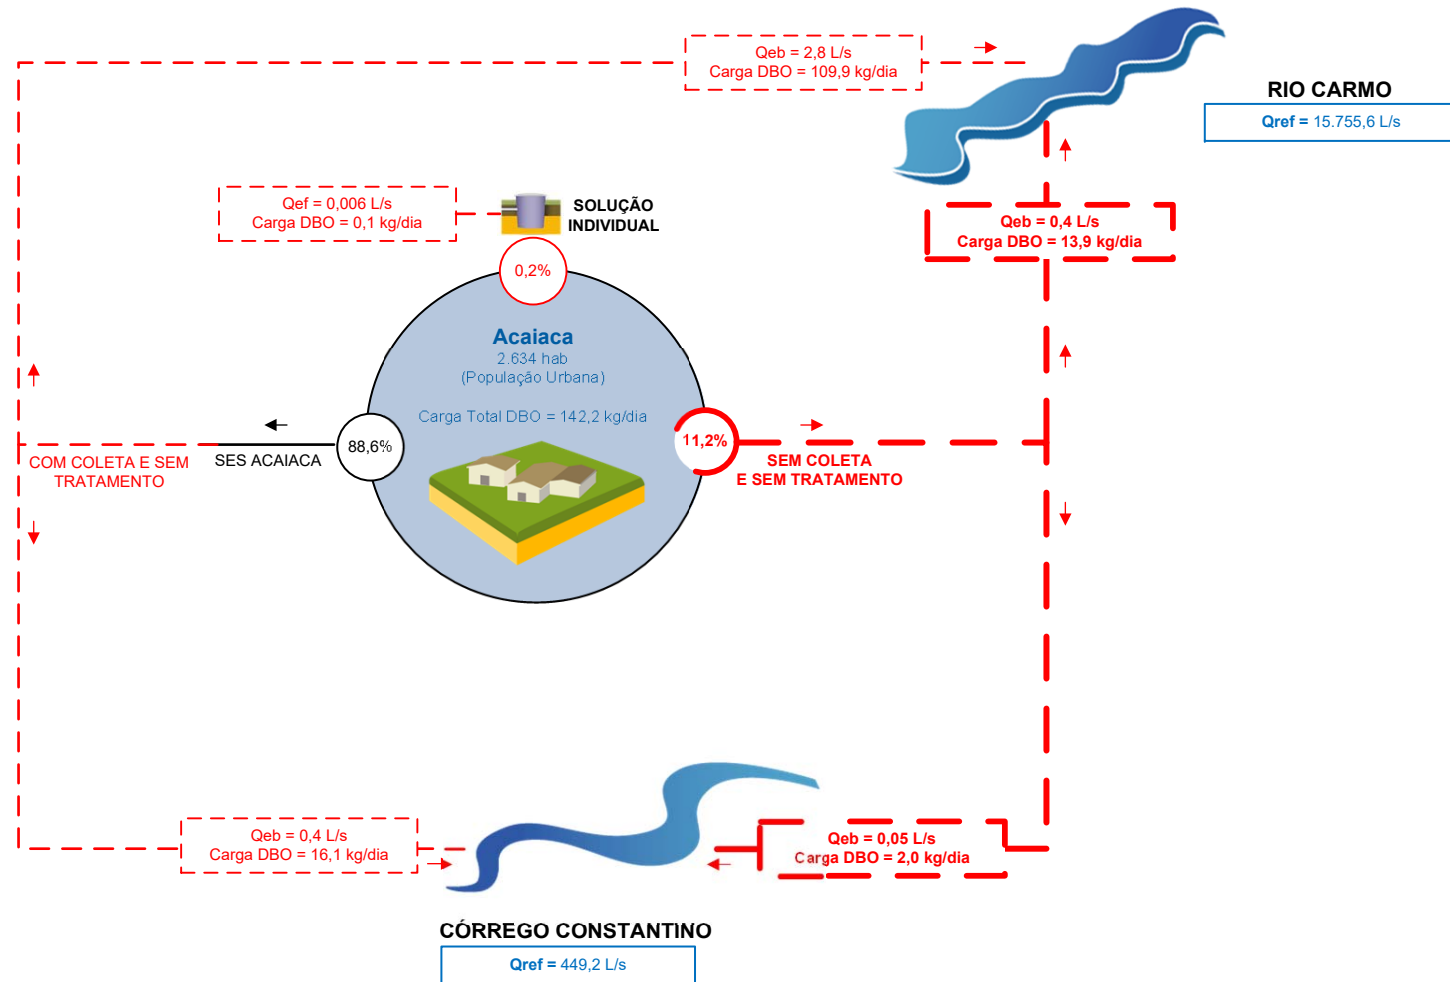 Qeb = 2,8 L/s
Carga DBO = 109,9 kg/dia
RIO CARMO
Qref = 15.755,6 L/s
Qef = 0,006 L/s
Carga DBO = 0,1 kg/dia
SOLUÇÃO
INDIVIDUAL
Qeb = 0,4 L/s
Carga DBO = 13,9 kg/dia
0,2%
Acaiaca
2.634 hab
(População Urbana)
Carga Total DBO = 142,2 kg/dia
88,6%
11,2%
COM COLETA E SEM
TRATAMENTO
SES ACAIACA
SEM COLETA
E SEM TRATAMENTO
Qeb = 0,4 L/s
Carga DBO = 16,1 kg/dia
Qeb = 0,05 L/s
Carga DBO = 2,0 kg/dia
CÓRREGO CONSTANTINO
Qref = 449,2 L/s